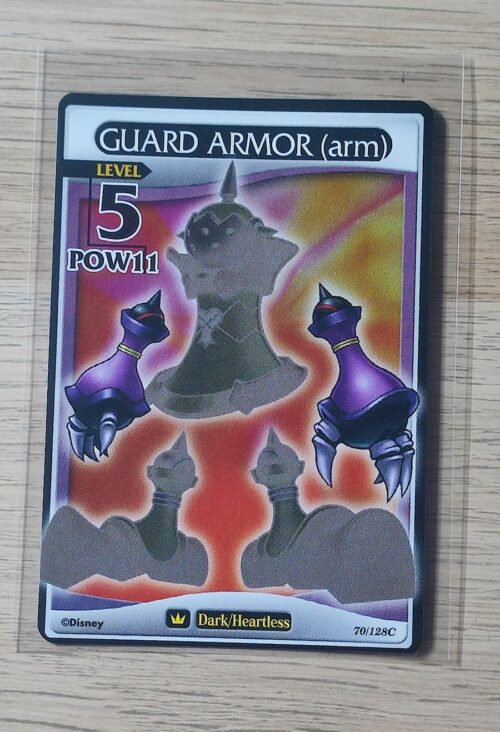 GUARD ARMOR (arm)
LEVEL
5
POW11
©Disney
Dark/Heartless
70/128C